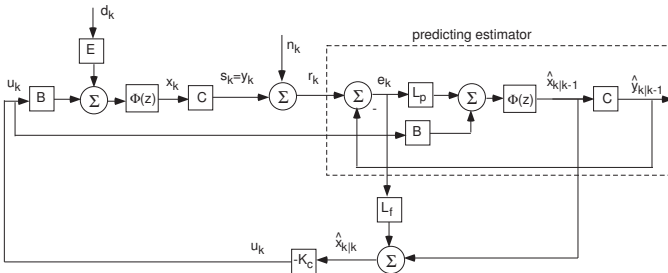 d_k
E
n_k
predicting estimator
u_k
B
Σ
Φ(z)
x_k
C
s_k=y_k
Σ
r_k
Σ
-
e_k
L_p
Σ
Φ(z)
x̂_k|k-1
C
ŷ_k|k-1
B
L_f
u_k
-K_c
x̂_k|k
Σ